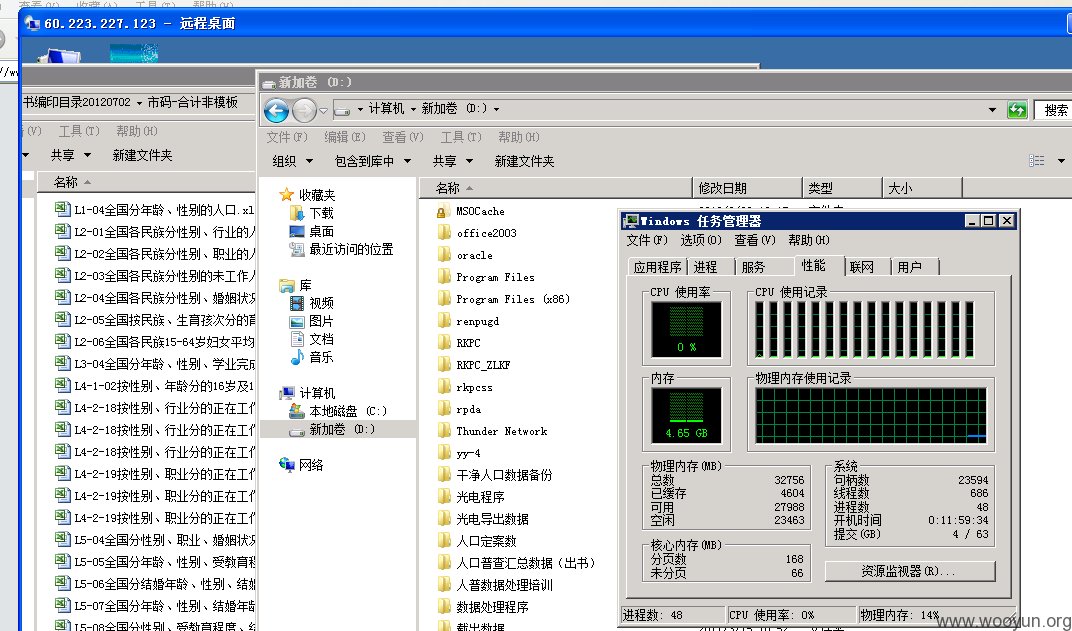 60.223.227.123 - 远程桌面
书编印目录20120702 ▾ 市码-合计非模板
工具(T) 帮助(H)
共享 新建文件夹
名称
L1-04全国分年龄、性别的人口.xl
L2-01全国各民族分性别、行业的人
L2-02全国各民族分性别、职业的人
L2-03全国各民族分性别的未工作人
L2-04全国各民族分性别、婚姻状况
L2-05全国按民族、生育孩次分的育
L2-06全国各民族15-64岁妇女平均
L3-04全国分年龄、性别、学业完成
L4-1-02按性别、年龄分的16岁及1
L4-2-18按性别、行业分的正在工作
L4-2-18按性别、行业分的正在工作
L4-2-18按性别、行业分的正在工作
L4-2-19按性别、职业分的正在工作
L4-2-19按性别、职业分的正在工作
L4-2-19按性别、职业分的正在工作
L5-04全国分性别、职业、婚姻状况
L5-05全国分年龄、性别、受教育程
L5-06全国分结婚年龄、性别、结婚
L5-07全国分年龄、性别、结婚年龄
L5-08全国分性别、受教育程度、结
新加卷 (D:)
计算机 ▾ 新加卷 (D:) ▾
搜索
文件(F) 编辑(E) 查看(V) 工具(T) 帮助(H)
组织 包含到库中 共享 新建文件夹
收藏夹
下载
桌面
最近访问的位置
库
视频
图片
文档
音乐
计算机
本地磁盘 (C:)
新加卷 (D:)
网络
名称 修改日期 类型 大小
MSOCache
office2003
oracle
Program Files
Program Files (x86)
renpugd
RKPC
RKPC_ZLKF
rkpcss
rpda
Thunder Network
yy-4
干净人口数据备份
光电程序
光电导出数据
人口定案数
人口普查汇总数据（出书）
人普数据处理培训
数据处理程序
Windows 任务管理器
文件(F) 选项(O) 查看(V) 帮助(H)
应用程序 进程 服务 性能 联网 用户
CPU 使用率 CPU 使用记录
0 %
内存 物理内存使用记录
4.65 GB
物理内存(MB)
总数 32756
已缓存 4604
可用 27988
空闲 23463
核心内存(MB)
分页数 168
未分页 66
系统
句柄数 23594
线程数 686
进程数 48
开机时间 0:11:59:34
提交(GB) 4 / 63
资源监视器(R)...
进程数: 48 CPU 使用率: 0% 物理内存: 14%
www.wooyun.org